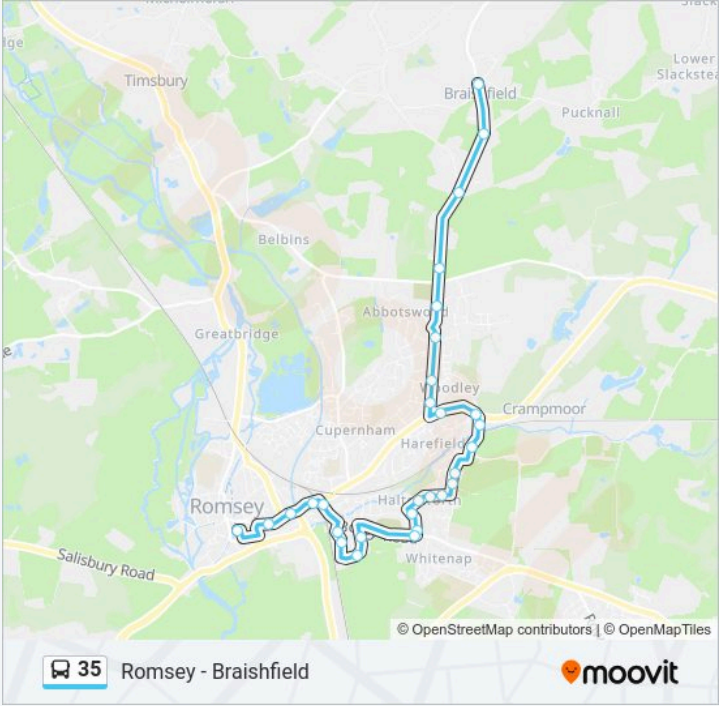 Timsbury
Braishfield
Pucknall
Lower
Belbins
Abbotswood
Greatbridge
Woodley
Crampmoor
Cupernham
Harefield
Romsey
Whitenap
Salisbury Road
© OpenStreetMap contributors | © OpenMapTiles
35 Romsey - Braishfield
moovit